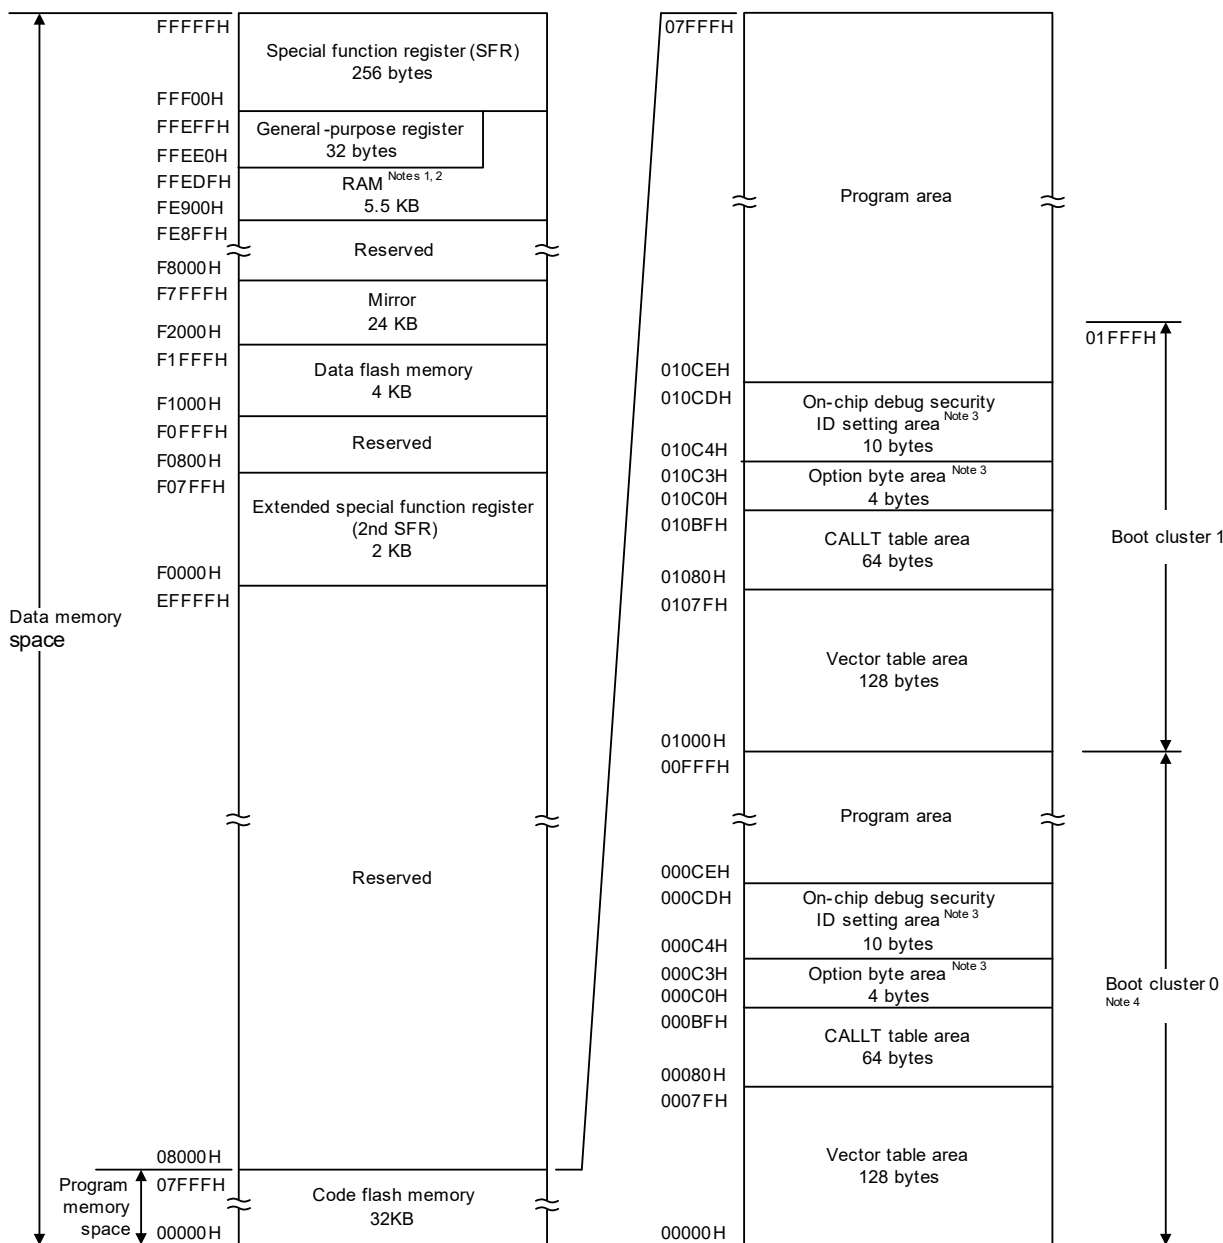 FFFFFH
Special function register (SFR)
256 bytes
FFF00H
FFEFFH
General-purpose register
32 bytes
FFEE0H
FFEDFH
RAM Notes 1, 2
5.5 KB
FE900H
FE8FFH
Reserved
F8000H
F7FFFH
Mirror
24 KB
F2000H
F1FFFH
Data flash memory
4 KB
F1000H
F0FFFH
Reserved
F0800H
F07FFH
Extended special function register
(2nd SFR)
2 KB
F0000H
EFFFFH
Data memory
space
Reserved
08000H
07FFFH
Program
memory
space
Code flash memory
32KB
00000H
07FFFH
Program area
01FFFH
010CEH
010CDH
On-chip debug security
ID setting area Note 3
10 bytes
010C4H
010C3H
Option byte area Note 3
4 bytes
010C0H
010BFH
CALLT table area
64 bytes
01080H
0107FH
Boot cluster 1
Vector table area
128 bytes
01000H
00FFFH
Program area
000CEH
000CDH
On-chip debug security
ID setting area Note 3
10 bytes
000C4H
000C3H
Option byte area Note 3
4 bytes
000C0H
Boot cluster 0
Note 4
000BFH
CALLT table area
64 bytes
00080H
0007FH
Vector table area
128 bytes
00000H